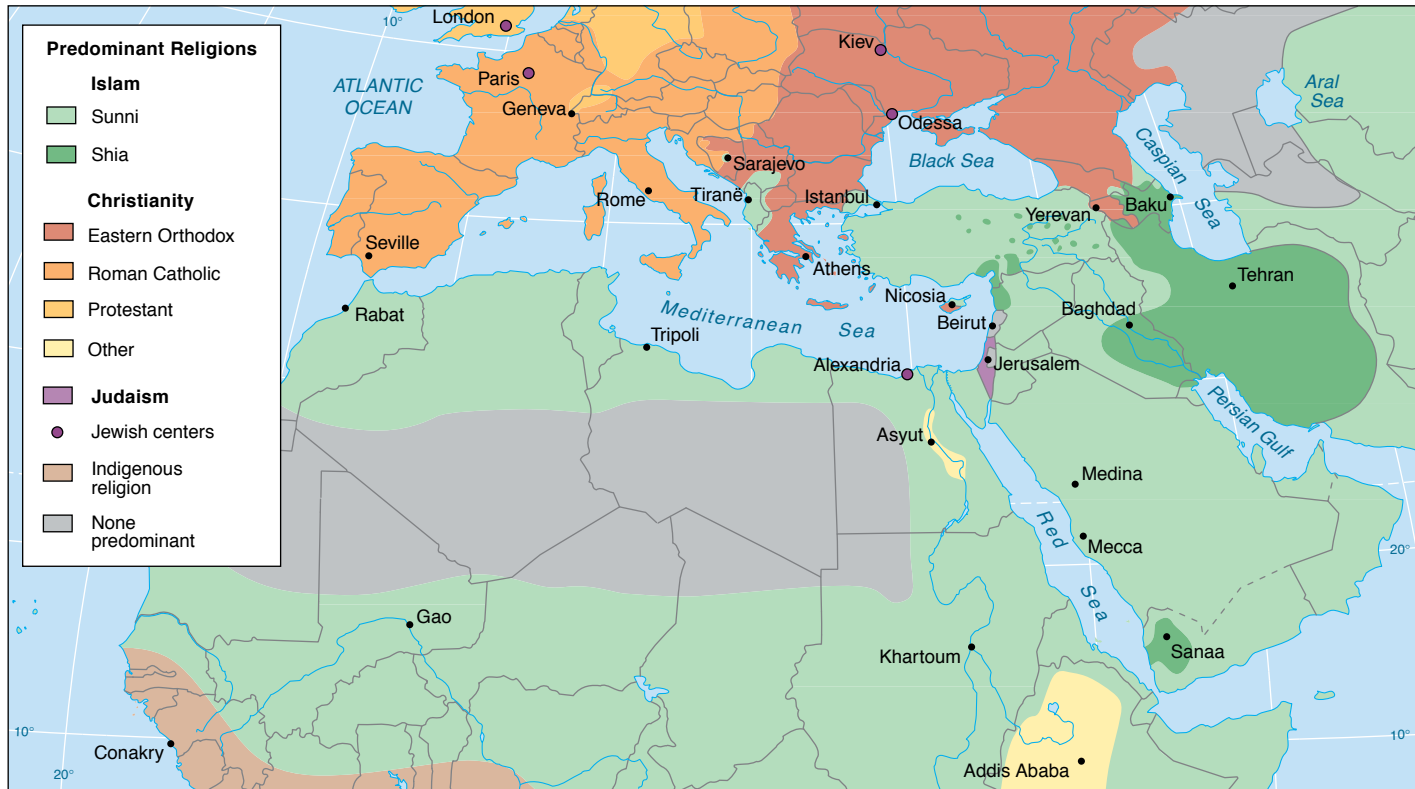 Predominant Religions
Islam
Sunni
Shia
Christianity
Eastern Orthodox
Roman Catholic
Protestant
Other
Judaism
Jewish centers
Indigenous
religion
None
predominant
10°
London
Kiev
Paris
ATLANTIC
OCEAN
Geneva
Odessa
Aral
Sea
Sarajevo
Black Sea
Caspian
Sea
Rome
Tiranë
Istanbul
Yerevan
Baku
Seville
Athens
Tehran
Nicosia
Rabat
Mediterranean
Sea
Beirut
Baghdad
Tripoli
Alexandria
Jerusalem
Persian Gulf
Asyut
Medina
Red
Sea
Mecca
20°
Gao
Khartoum
Sanaa
10°
10°
Conakry
20°
Addis Ababa